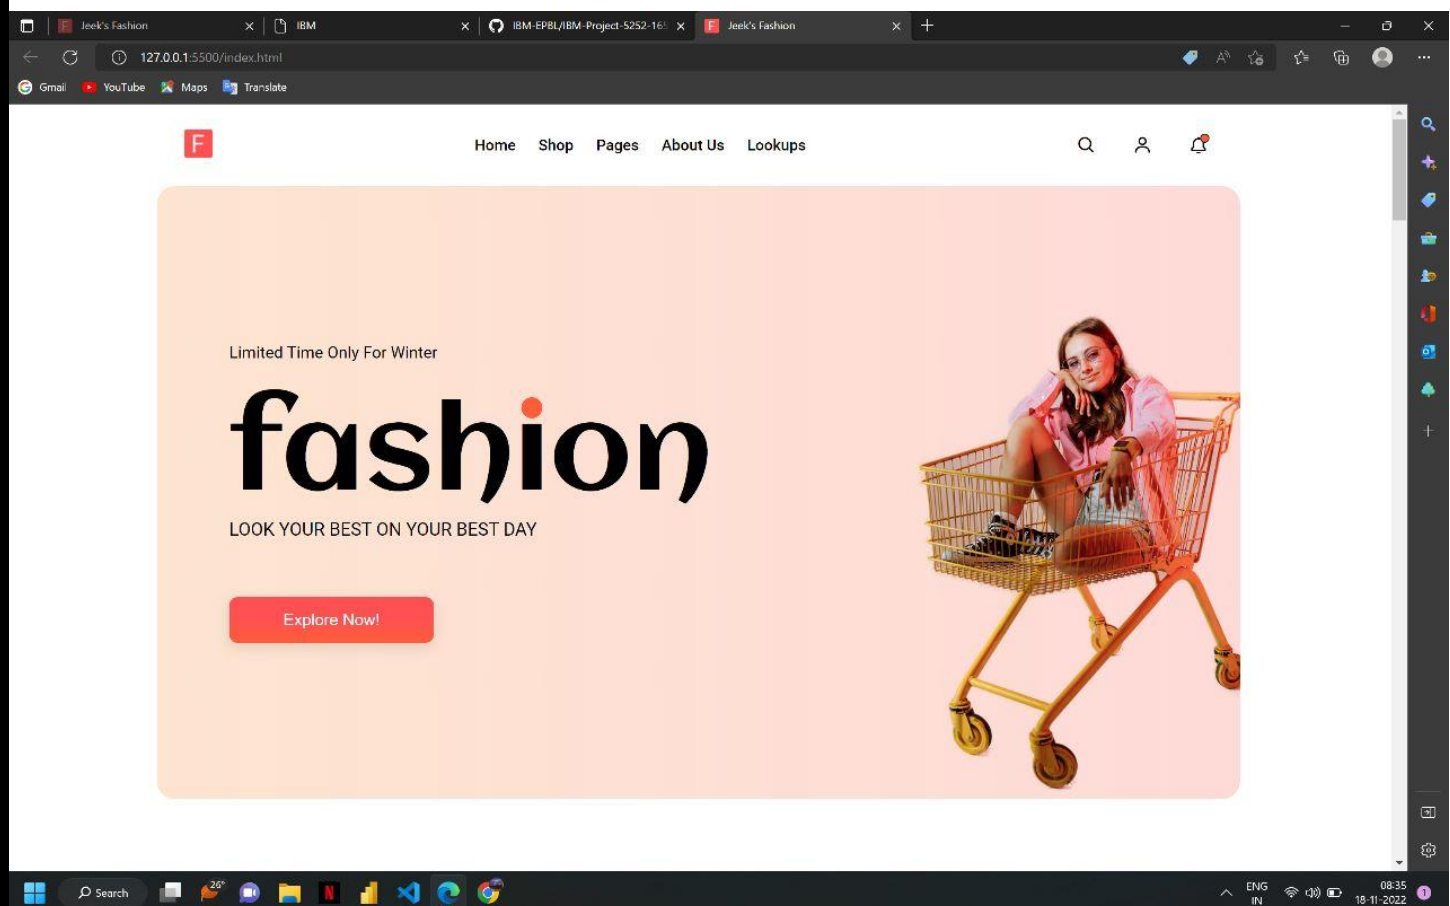 Jeek's Fashion
IBM
IBM-EPBL/IBM-Project-5252-165
Jeek's Fashion
127.0.0.1:5500/index.html
Gmail YouTube Maps Translate
F Home Shop Pages About Us Lookups
Limited Time Only For Winter
fashion
LOOK YOUR BEST ON YOUR BEST DAY
Explore Now!
Search
26°
ENG
IN
08:35
18-11-2022
1